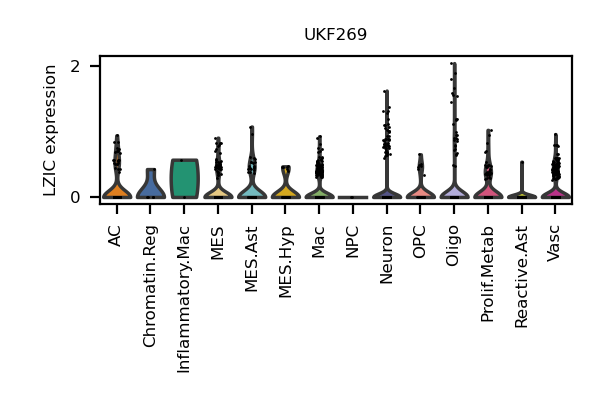 UKF269
LZIC expression
2
0
AC
Chromatin.Reg
Inflammatory.Mac
MES
MES.Ast
MES.Hyp
Mac
NPC
Neuron
OPC
Oligo
Prolif.Metab
Reactive.Ast
Vasc